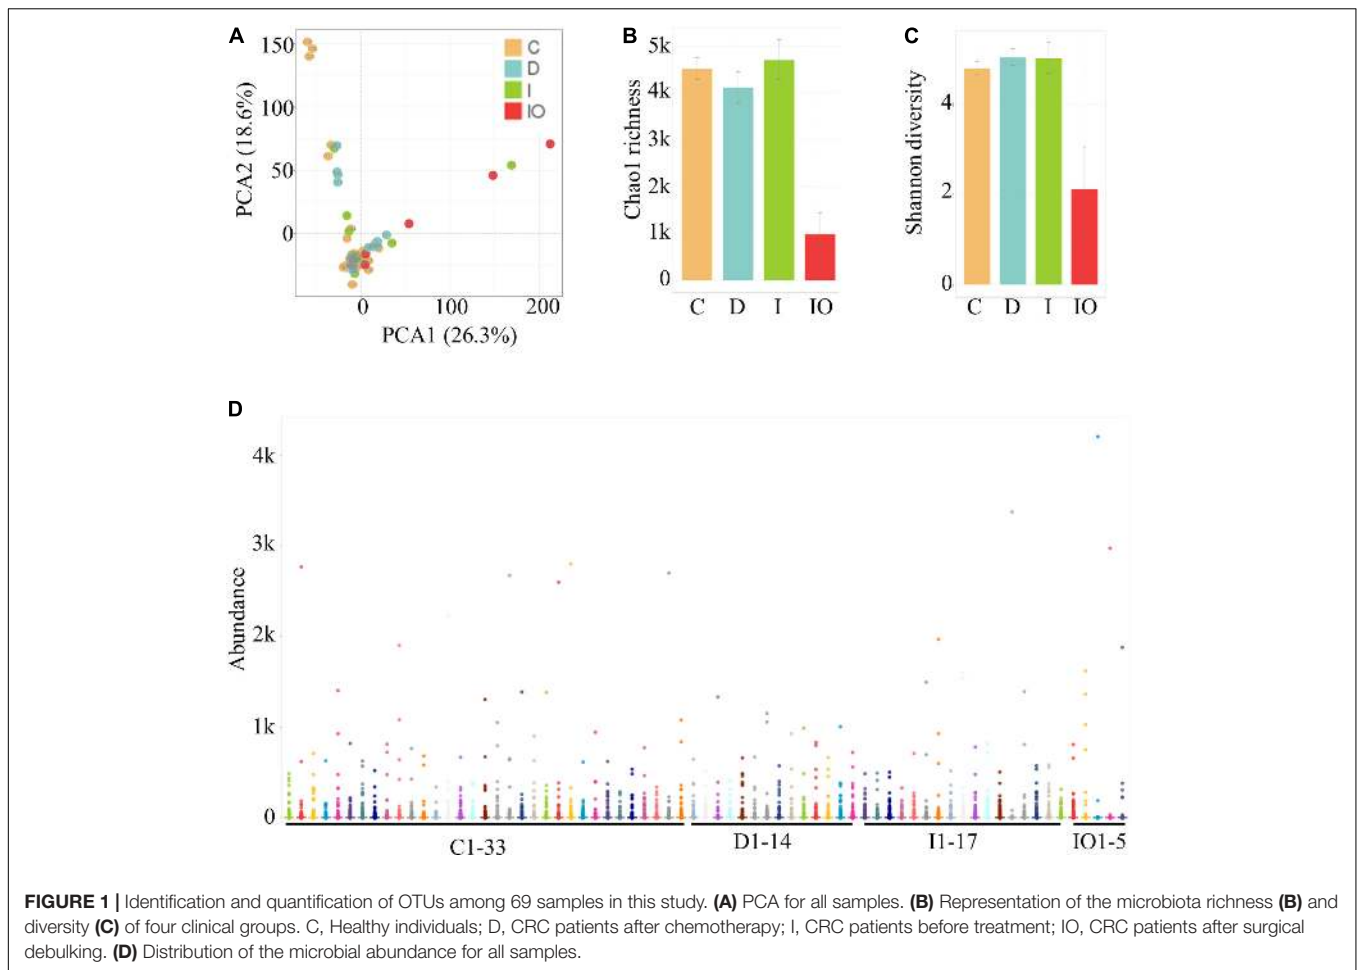 A
PCA2 (18.6%)
150
100
50
0
C
D
I
IO
0 100 200
PCA1 (26.3%)
B
Chao1 richness
5k
4k
3k
2k
1k
0
C D I IO
C
Shannon diversity
4
2
0
C D I IO
D
Abundance
4k
3k
2k
1k
0
C1-33 D1-14 I1-17 IO1-5
FIGURE 1 | Identification and quantification of OTUs among 69 samples in this study. (A) PCA for all samples. (B) Representation of the microbiota richness (B) and
diversity (C) of four clinical groups. C, Healthy individuals; D, CRC patients after chemotherapy; I, CRC patients before treatment; IO, CRC patients after surgical
debulking. (D) Distribution of the microbial abundance for all samples.